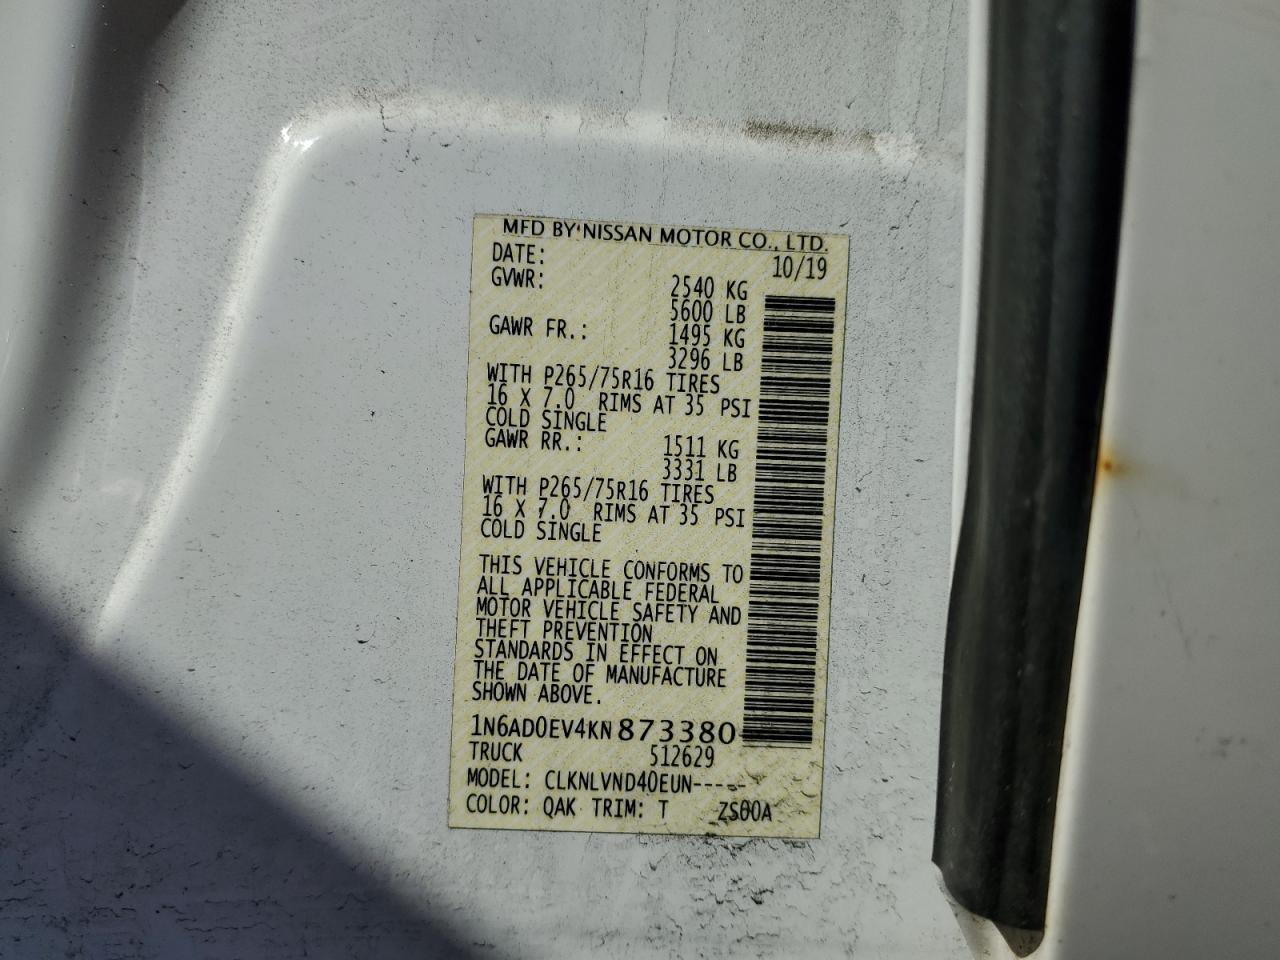 MFD BY NISSAN MOTOR CO., LTD.
DATE: 10/19
GVWR: 2540 KG
5600 LB
GAWR FR.: 1495 KG
3296 LB
WITH P265/75R16 TIRES
16 X 7.0 RIMS AT 35 PSI
COLD SINGLE
GAWR RR.: 1511 KG
3331 LB
WITH P265/75R16 TIRES
16 X 7.0 RIMS AT 35 PSI
COLD SINGLE
THIS VEHICLE CONFORMS TO
ALL APPLICABLE FEDERAL
MOTOR VEHICLE SAFETY AND
THEFT PREVENTION
STANDARDS IN EFFECT ON
THE DATE OF MANUFACTURE
SHOWN ABOVE.
1N6AD0EV4KN873380
TRUCK 512629
MODEL: CLKNLVND40EUN-----
COLOR: QAK TRIM: T ZS00A